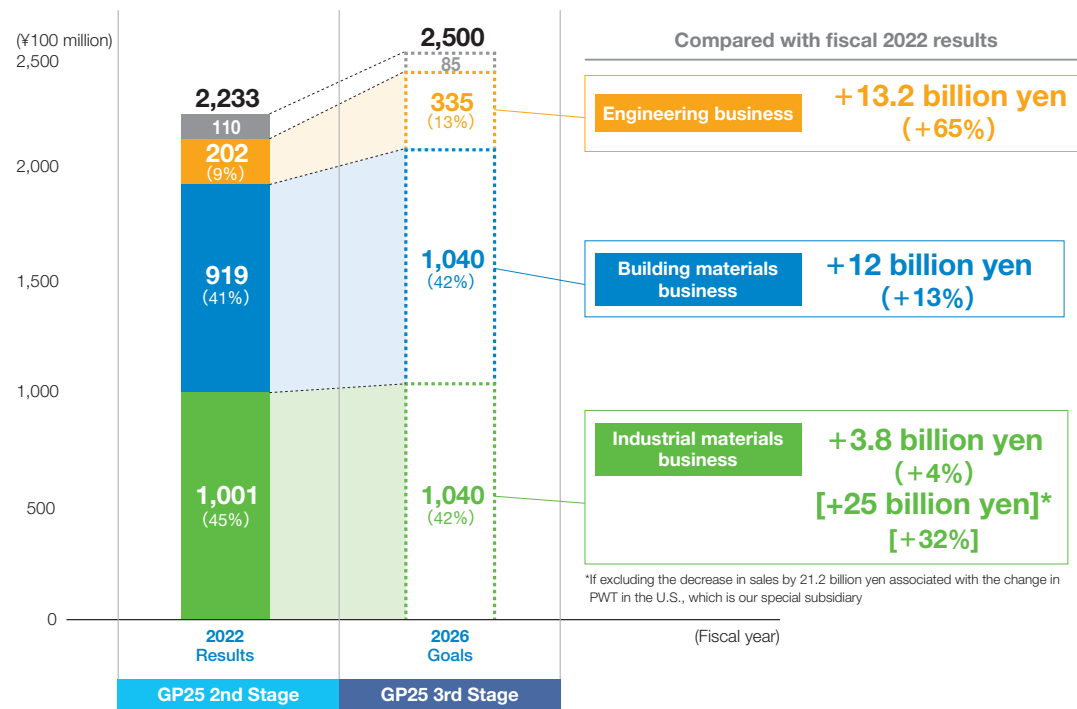 (¥100 million)
2,500
2,000
1,500
1,000
500
0
2,233
110
202
(9%)
919
(41%)
1,001
(45%)
2,500
85
335
(13%)
1,040
(42%)
1,040
(42%)
2022
Results
2026
Goals
(Fiscal year)
GP25 2nd Stage
GP25 3rd Stage
Compared with fiscal 2022 results
Engineering business
+13.2 billion yen
(+65%)
Building materials
business
+12 billion yen
(+13%)
Industrial materials
business
+3.8 billion yen
(+4%)
[+25 billion yen]*
[+32%]
*If excluding the decrease in sales by 21.2 billion yen associated with the change in
PWT in the U.S., which is our special subsidiary